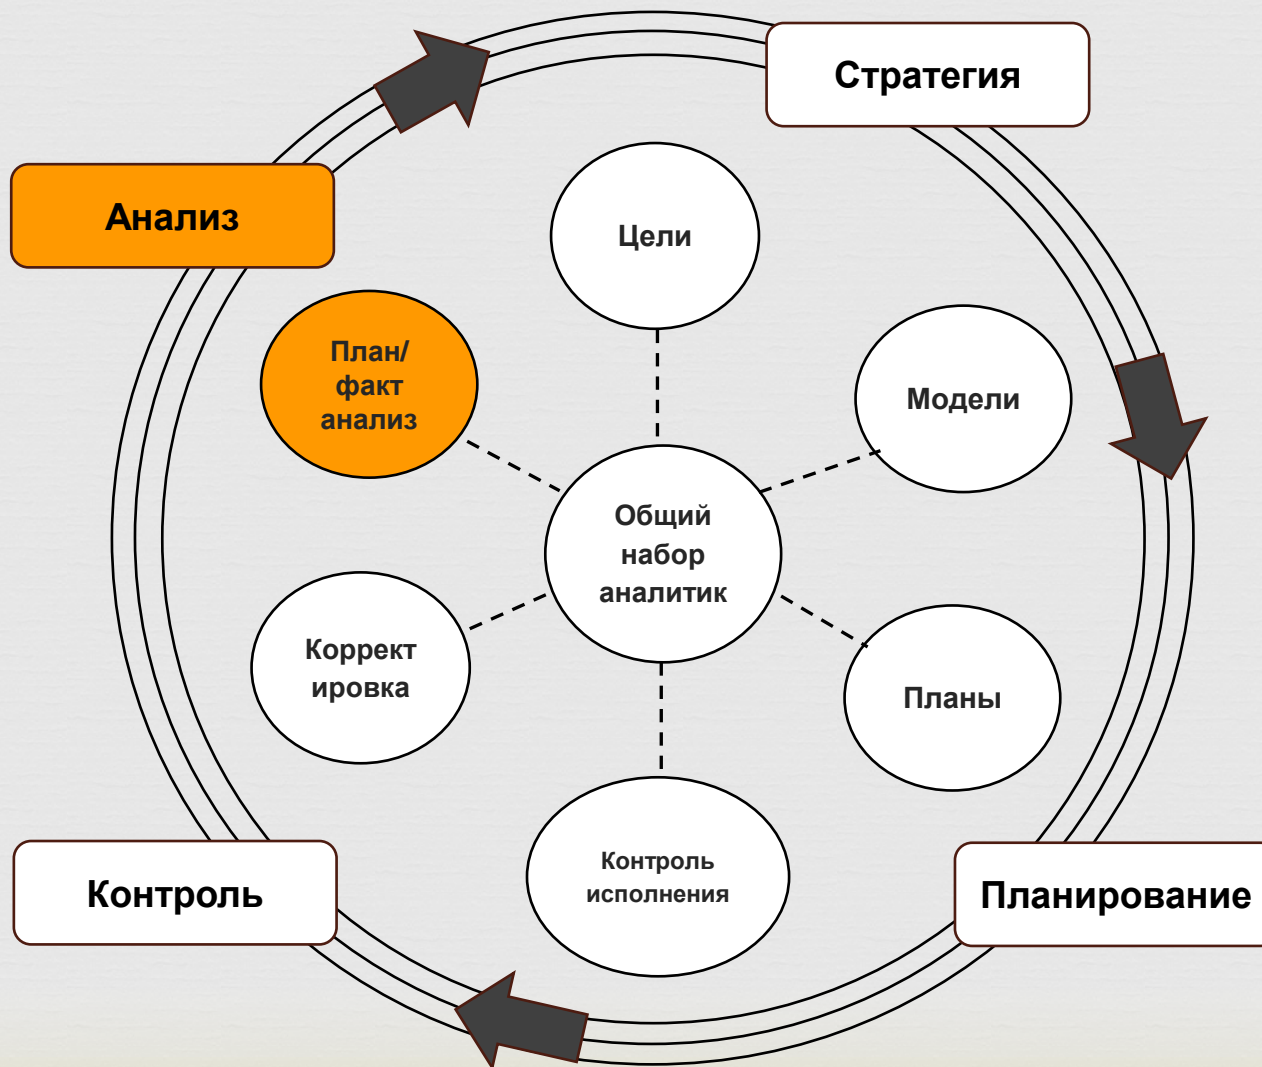 Стратегия
Анализ
Цели
План/
факт
анализ
Модели
Общий
набор
аналитик
Коррект
ировка
Планы
Контроль
исполнения
Контроль
Планирование